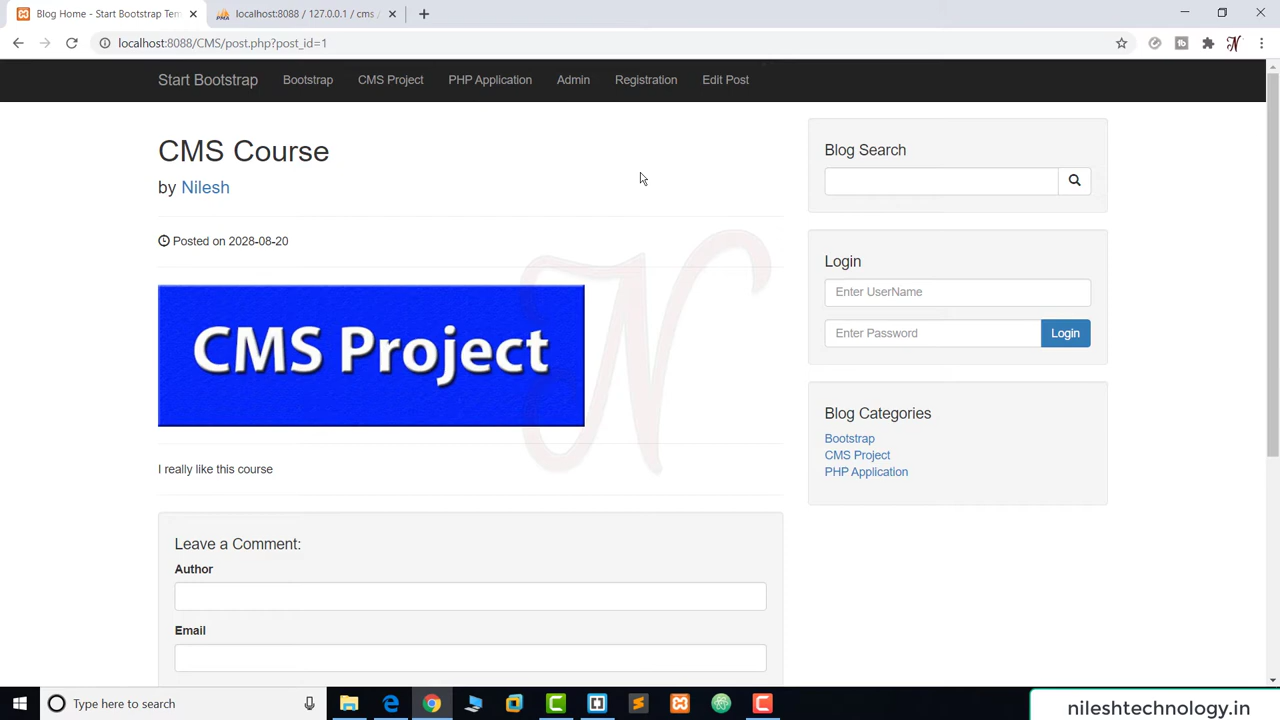 Blog Home - Start Bootstrap Tem
localhost:8088 / 127.0.0.1 / cms /
localhost:8088/CMS/post.php?post_id=1
Start Bootstrap
Bootstrap
CMS Project
PHP Application
Admin
Registration
Edit Post
CMS Course
by Nilesh
Posted on 2028-08-20
CMS Project
I really like this course
Leave a Comment:
Author
Email
Blog Search
Login
Enter UserName
Enter Password
Login
Blog Categories
Bootstrap
CMS Project
PHP Application
Type here to search
nileshtechnology.in